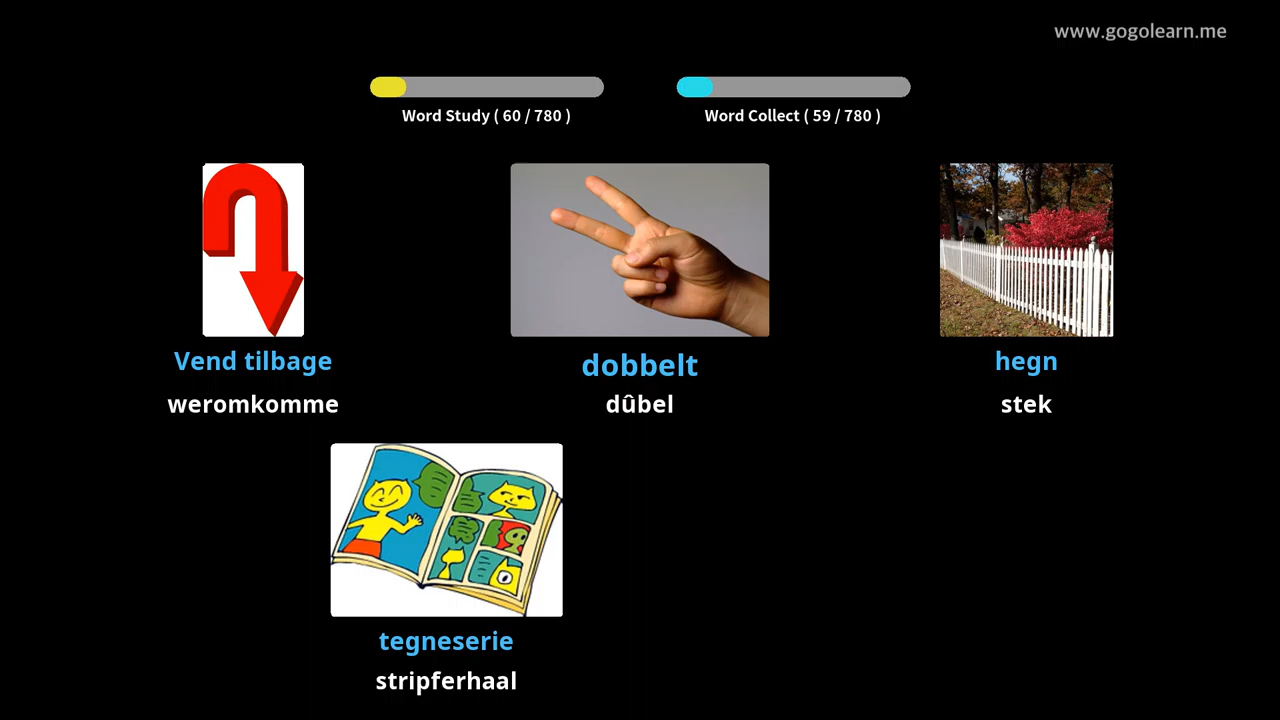 www.gogolearn.me
Word Study ( 60 / 780 )
Word Collect ( 59 / 780 )
Vend tilbage
weromkomme
dobbelt
dûbel
hegn
stek
tegneserie
stripferhaal